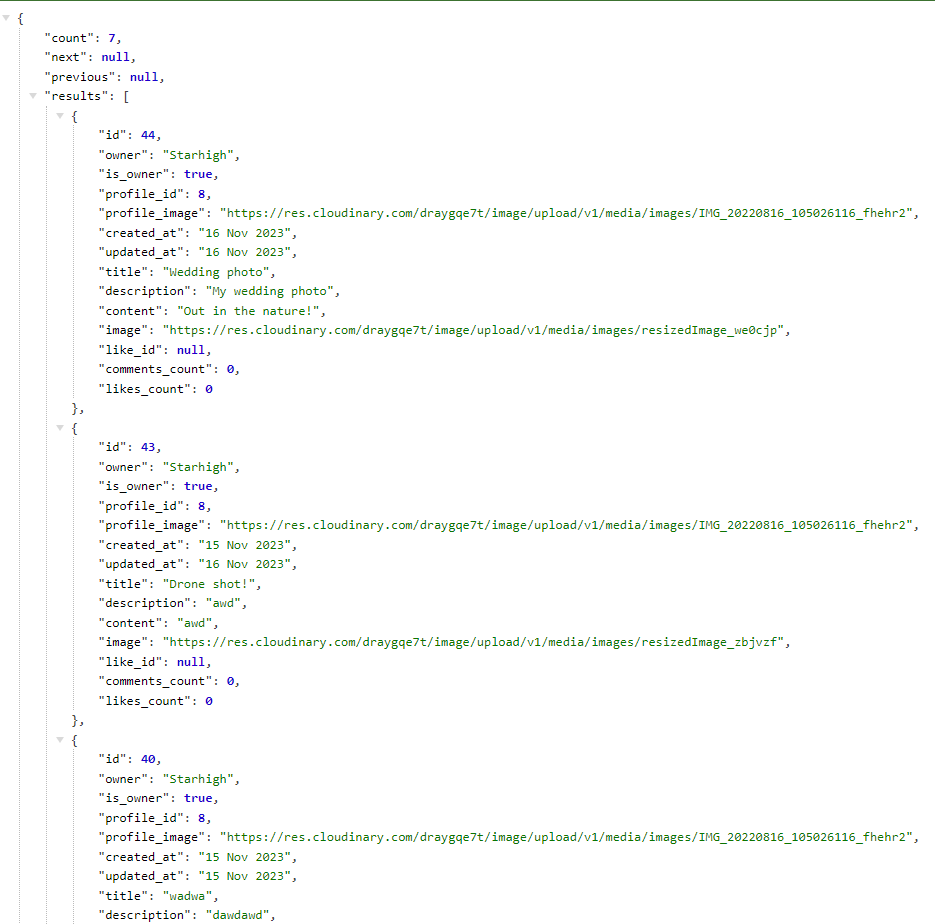 {
"count": 7,
"next": null,
"previous": null,
"results": [
{
"id": 44,
"owner": "Starhigh",
"is_owner": true,
"profile_id": 8,
"profile_image": "https://res.cloudinary.com/draygqe7t/image/upload/v1/media/images/IMG_20220816_105026116_fhehr2",
"created_at": "16 Nov 2023",
"updated_at": "16 Nov 2023",
"title": "Wedding photo",
"description": "My wedding photo",
"content": "Out in the nature!",
"image": "https://res.cloudinary.com/draygqe7t/image/upload/v1/media/images/resizedImage_we0cjp",
"like_id": null,
"comments_count": 0,
"likes_count": 0
},
{
"id": 43,
"owner": "Starhigh",
"is_owner": true,
"profile_id": 8,
"profile_image": "https://res.cloudinary.com/draygqe7t/image/upload/v1/media/images/IMG_20220816_105026116_fhehr2",
"created_at": "15 Nov 2023",
"updated_at": "16 Nov 2023",
"title": "Drone shot!",
"description": "awd",
"content": "awd",
"image": "https://res.cloudinary.com/draygqe7t/image/upload/v1/media/images/resizedImage_zbjvzf",
"like_id": null,
"comments_count": 0,
"likes_count": 0
},
{
"id": 40,
"owner": "Starhigh",
"is_owner": true,
"profile_id": 8,
"profile_image": "https://res.cloudinary.com/draygqe7t/image/upload/v1/media/images/IMG_20220816_105026116_fhehr2",
"created_at": "15 Nov 2023",
"updated_at": "15 Nov 2023",
"title": "wadwa",
"description": "dawdawd",